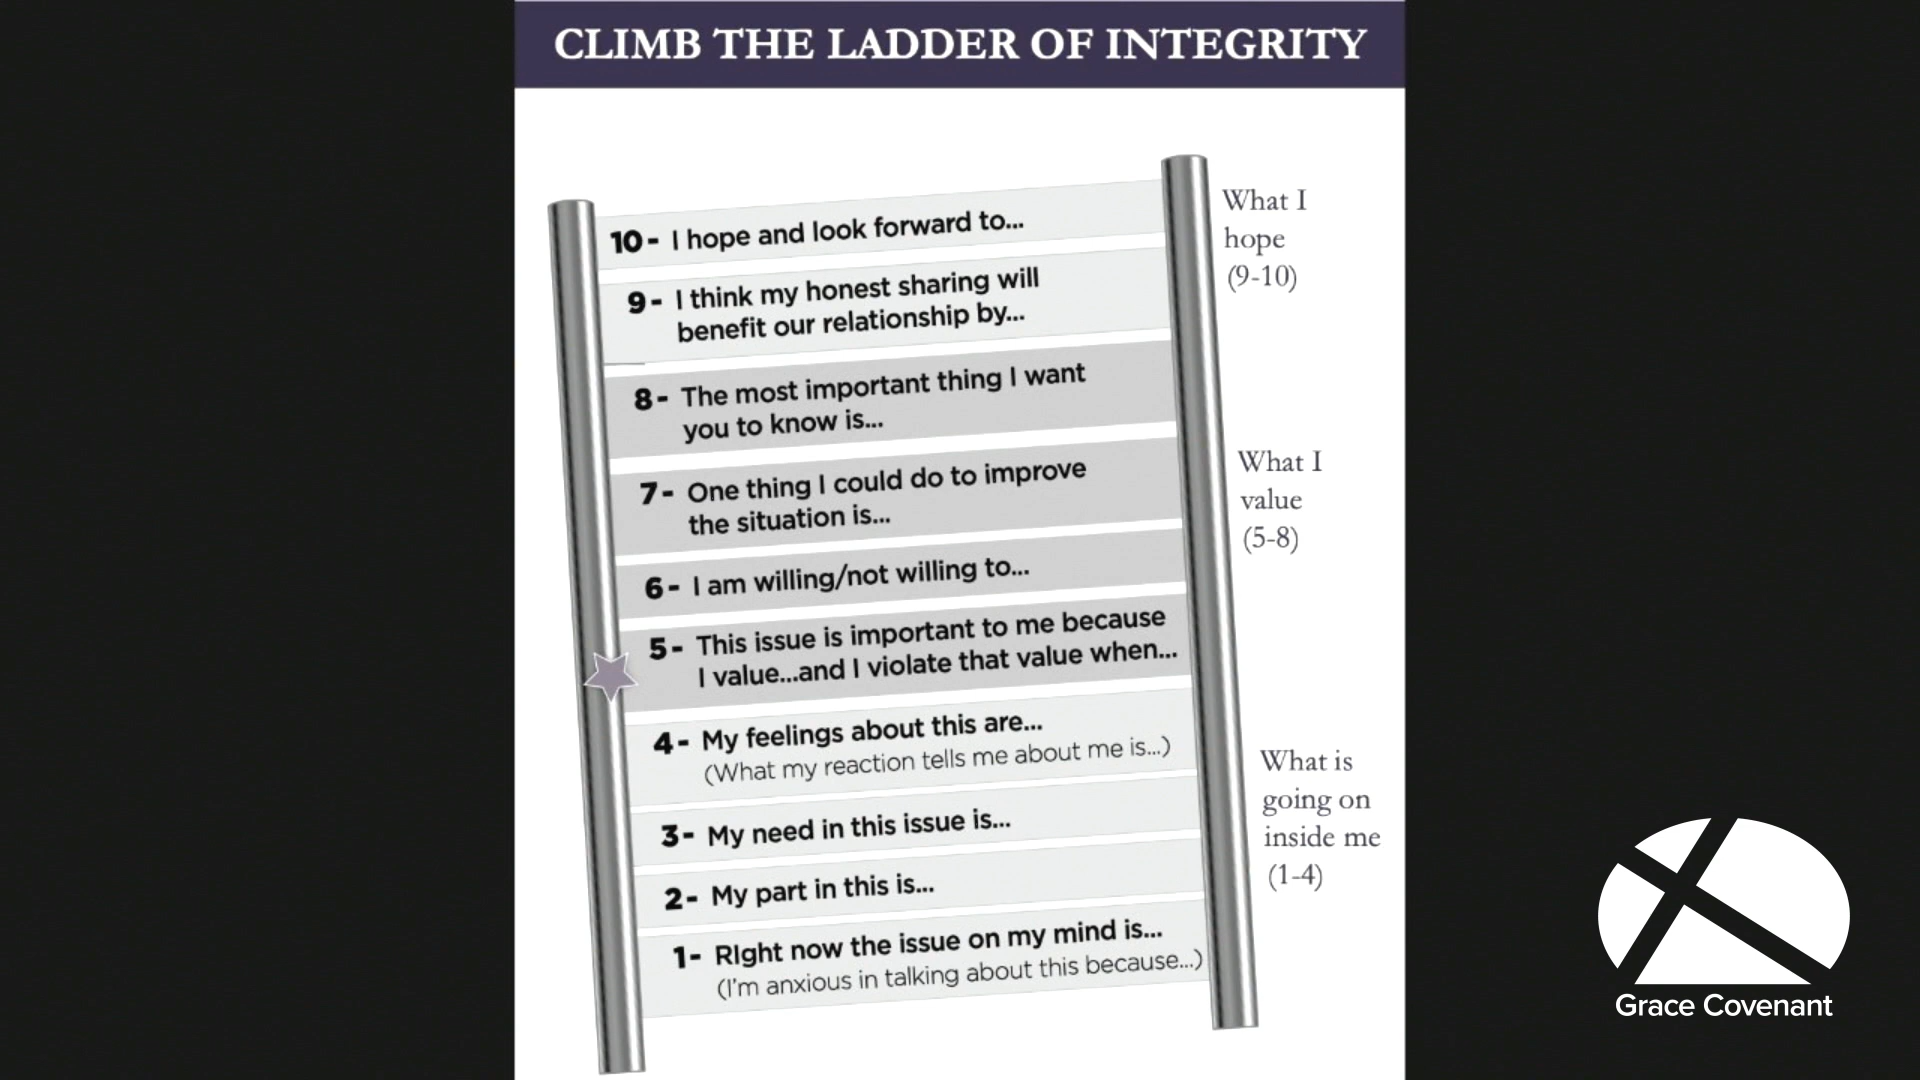 CLIMB THE LADDER OF INTEGRITY
10- I hope and look forward to...
9- I think my honest sharing will
benefit our relationship by...
What I
hope
(9-10)
8- The most important thing I want
you to know is...
7- One thing I could do to improve
the situation is...
6- I am willing/not willing to...
5- This issue is important to me because
I value...and I violate that value when...
What I
value
(5-8)
4- My feelings about this are...
(What my reaction tells me about me is...)
3- My need in this issue is...
2- My part in this is...
1- RIght now the issue on my mind is...
(I'm anxious in talking about this because...)
What is
going on
inside me
(1-4)
Grace Covenant